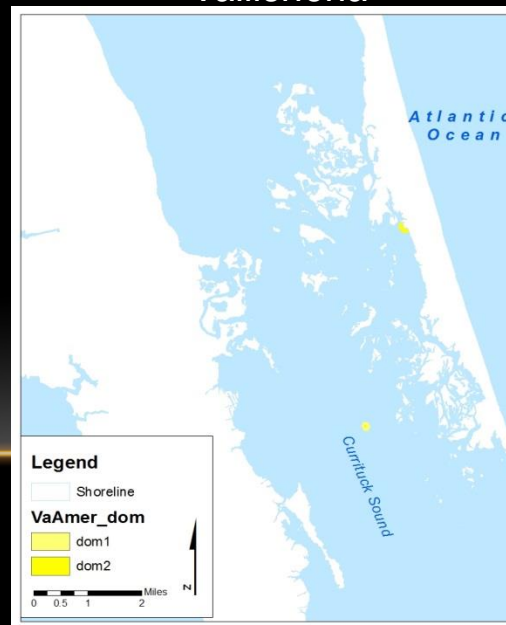 Atlantic
Ocean
Currituck Sound
Legend
Shoreline
VaAmer_dom
dom1
dom2
N
Miles
0 0.5 1 2